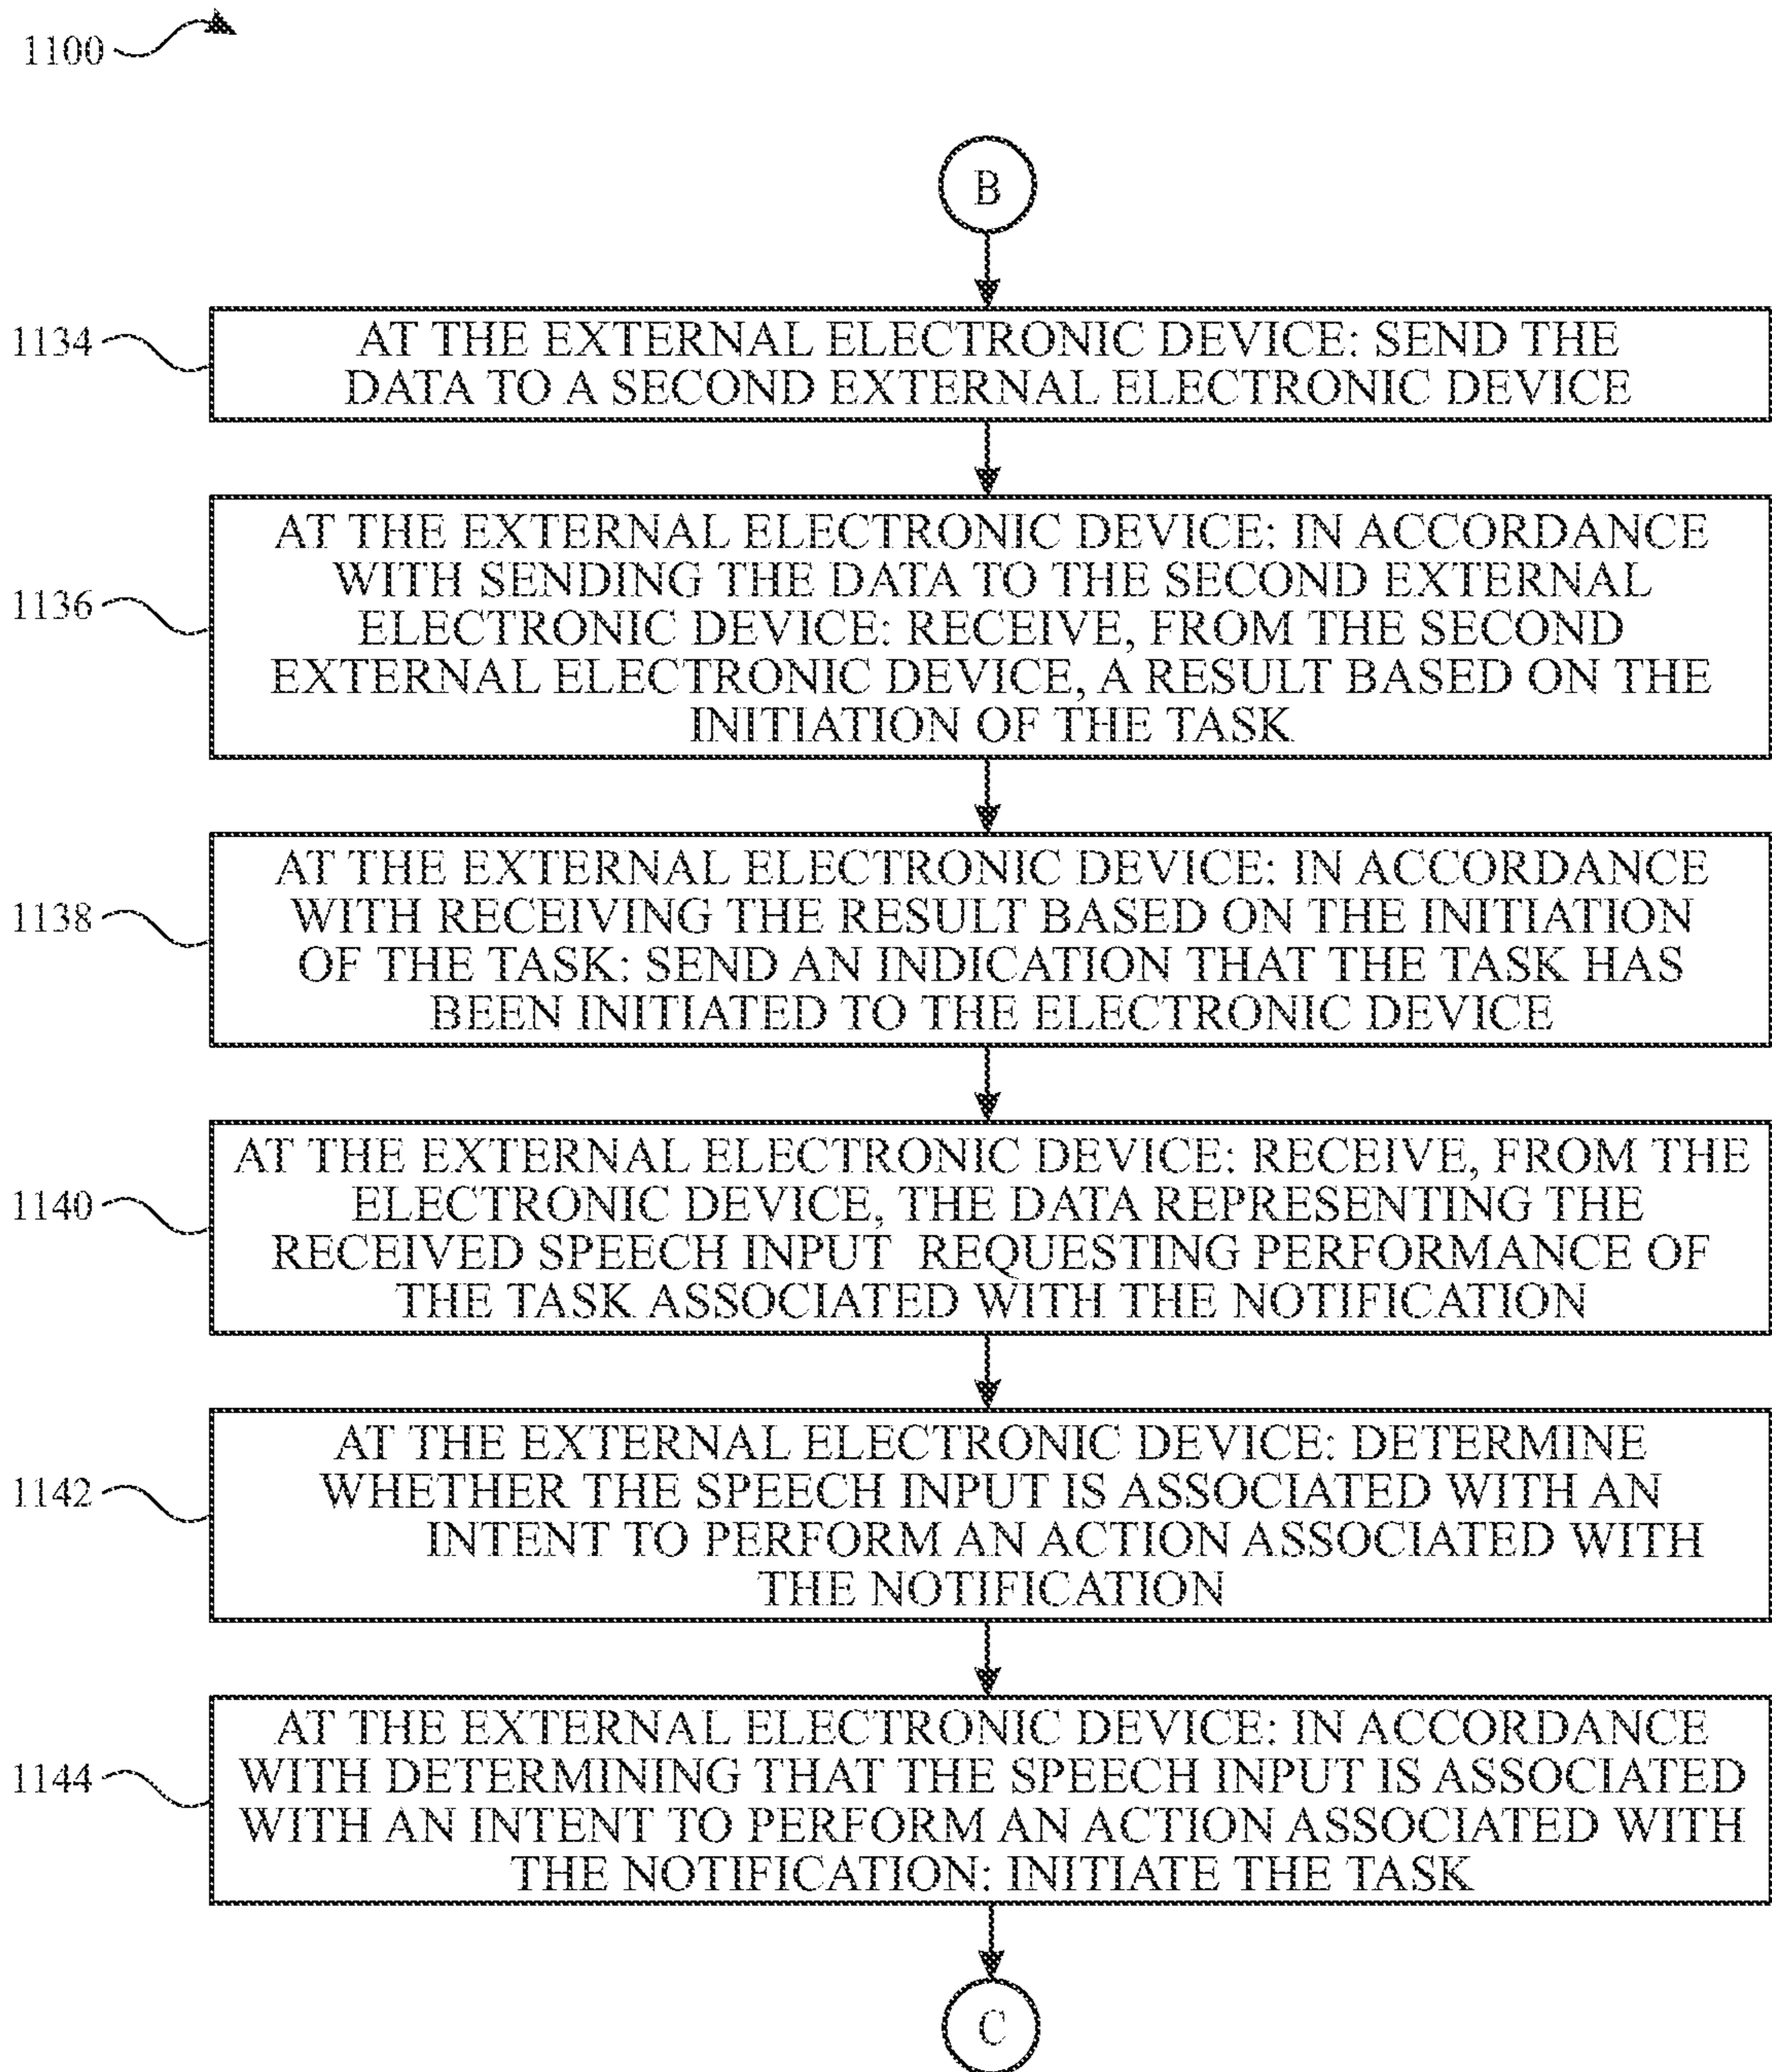 1100
B
1134
AT THE EXTERNAL ELECTRONIC DEVICE: SEND THE
DATA TO A SECOND EXTERNAL ELECTRONIC DEVICE
1136
AT THE EXTERNAL ELECTRONIC DEVICE: IN ACCORDANCE
WITH SENDING THE DATA TO THE SECOND EXTERNAL
ELECTRONIC DEVICE: RECEIVE, FROM THE SECOND
EXTERNAL ELECTRONIC DEVICE, A RESULT BASED ON THE
INITIATION OF THE TASK
1138
AT THE EXTERNAL ELECTRONIC DEVICE: IN ACCORDANCE
WITH RECEIVING THE RESULT BASED ON THE INITIATION
OF THE TASK: SEND AN INDICATION THAT THE TASK HAS
BEEN INITIATED TO THE ELECTRONIC DEVICE
1140
AT THE EXTERNAL ELECTRONIC DEVICE: RECEIVE, FROM THE
ELECTRONIC DEVICE, THE DATA REPRESENTING THE
RECEIVED SPEECH INPUT REQUESTING PERFORMANCE OF
THE TASK ASSOCIATED WITH THE NOTIFICATION
1142
AT THE EXTERNAL ELECTRONIC DEVICE: DETERMINE
WHETHER THE SPEECH INPUT IS ASSOCIATED WITH AN
INTENT TO PERFORM AN ACTION ASSOCIATED WITH
THE NOTIFICATION
1144
AT THE EXTERNAL ELECTRONIC DEVICE: IN ACCORDANCE
WITH DETERMINING THAT THE SPEECH INPUT IS ASSOCIATED
WITH AN INTENT TO PERFORM AN ACTION ASSOCIATED WITH
THE NOTIFICATION: INITIATE THE TASK
C